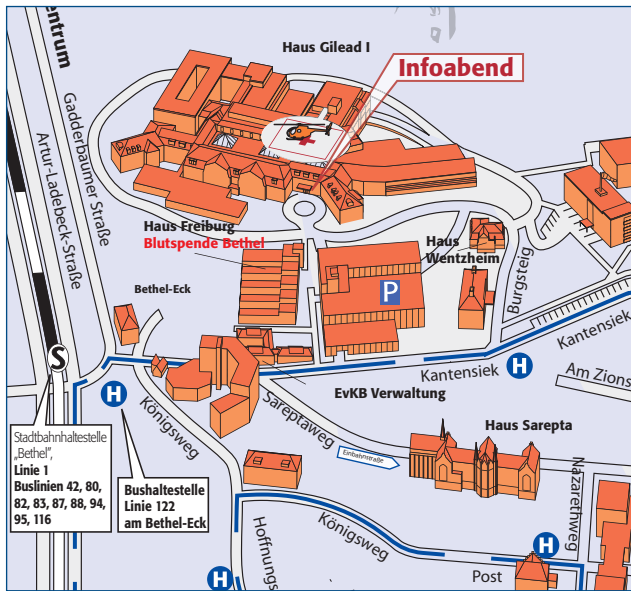 Zentrum
Haus Gilead I
Infoabend
Gadderbaumer Straße
Artur-Ladebeck-Straße
Haus Freiburg
Blutspende Bethel
Haus
Wentzheim
Bethel-Eck
P
Burgsteig
Kantensiek
Kantensiek
H
Am Zions
S
H
EvKB Verwaltung
Königsweg
Saretaweg
Haus Sarepta
Einbahnstraße
Nazarethweg
Stadtbahnhaltestelle
„Bethel",
Linie 1
Buslinien 42, 80,
82, 83, 87, 88, 94,
95, 116
Bushaltestelle
Linie 122
am Bethel-Eck
Hoffnungs
Königsweg
H
H
Post